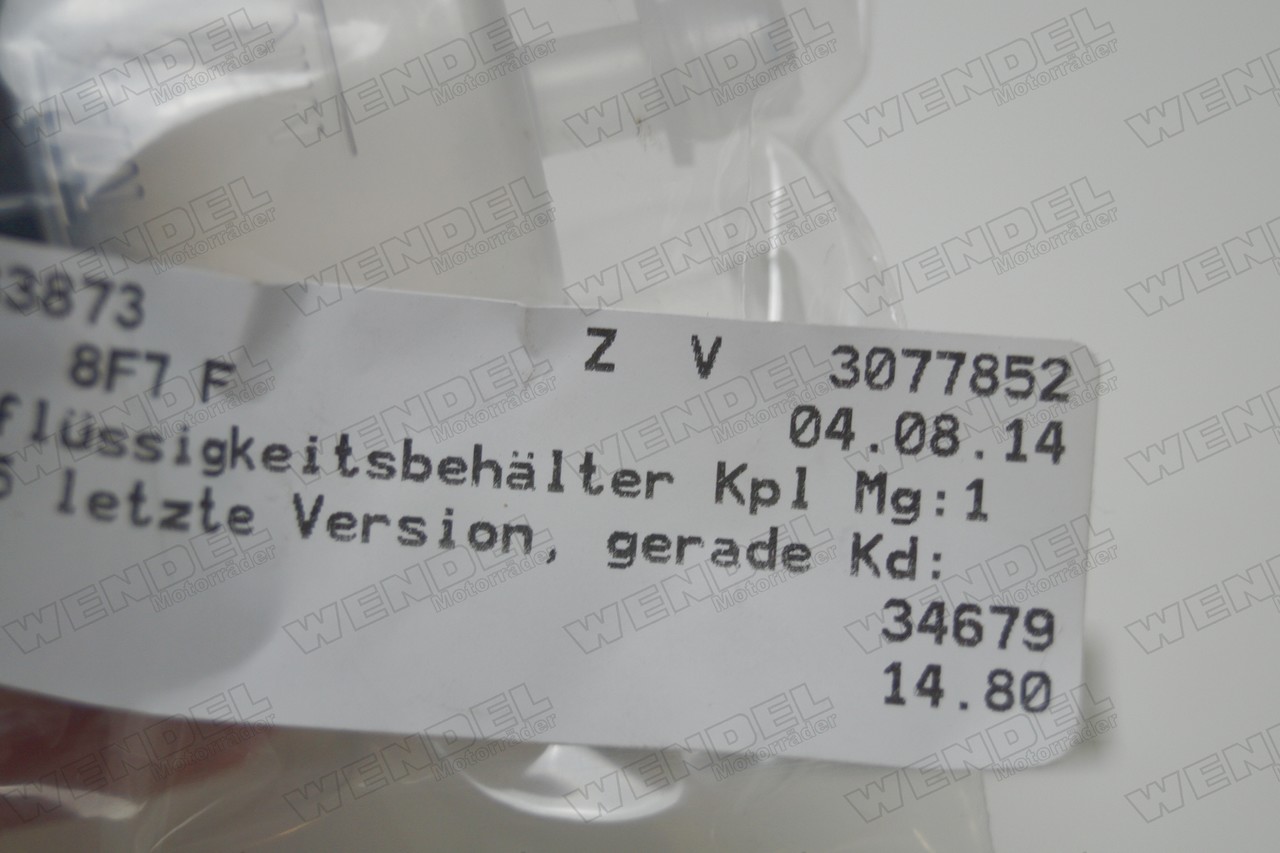 3873 Z V 3077852
8F7 F 04.08.14
flüssigkeitsbehälter Kpl Mg:1
letzte Version, gerade Kd:
34679
14.80
WENDEL
Motorräder